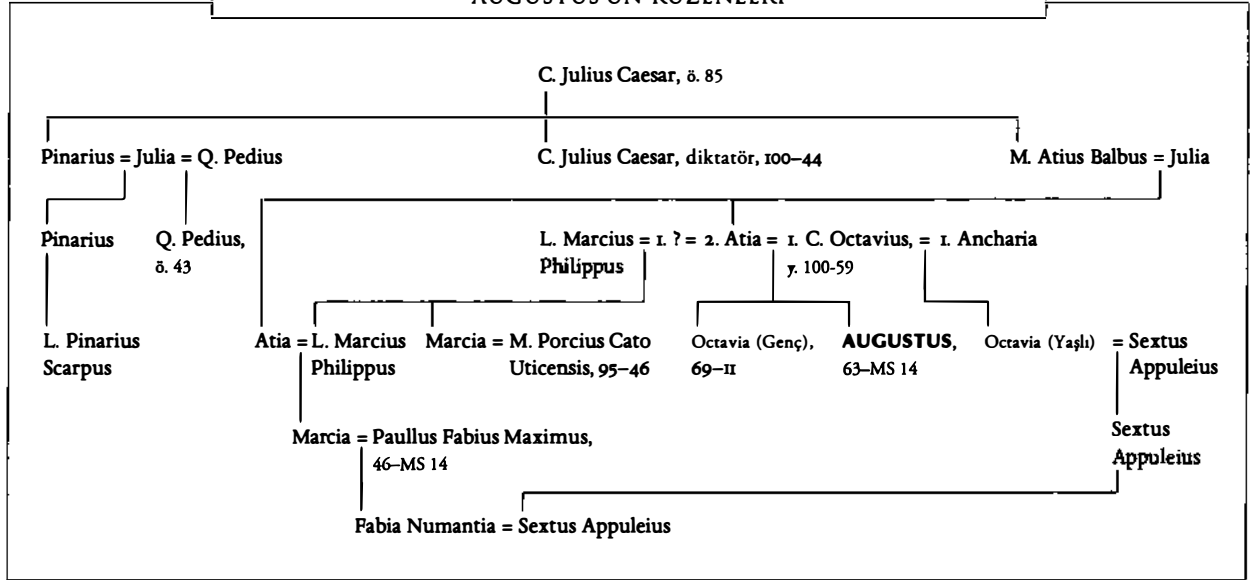 C. Julius Caesar, ö. 85
Pinarius = Julia = Q. Pedius
C. Julius Caesar, diktatör, 100–44
M. Atius Balbus = Julia
Pinarius
Q. Pedius,
ö. 43
L. Marcius = 1. ? = 2. Atia = 1. C. Octavius, = 1. Ancharia
Philippus
y. 100-59
L. Pinarius
Scarpus
Atia = L. Marcius
Philippus
Marcia = M. Porcius Cato
Uticensis, 95–46
Octavia (Genç),
69–11
AUGUSTUS,
63–MS 14
Octavia (Yaşlı)
= Sextus
Appuleius
Marcia = Paullus Fabius Maximus,
46–MS 14
Sextus
Appuleius
Fabia Numantia = Sextus Appuleius